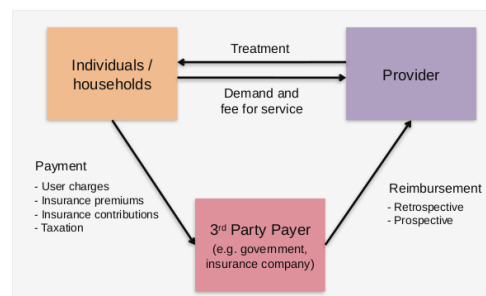 Individuals /
households
Treatment
Demand and
fee for service
Provider
Payment
- User charges
- Insurance premiums
- Insurance contributions
- Taxation
3rd Party Payer
(e.g. government,
insurance company)
Reimbursement
- Retrospective
- Prospective